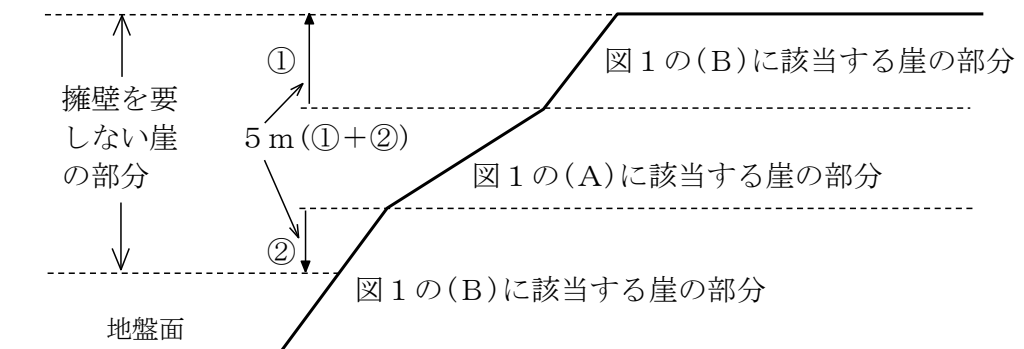 ①
図１の(Ｂ)に該当する崖の部分
擁壁を要
しない崖
の部分
５ｍ(①＋②)
図１の(Ａ)に該当する崖の部分
②
図１の(Ｂ)に該当する崖の部分
地盤面